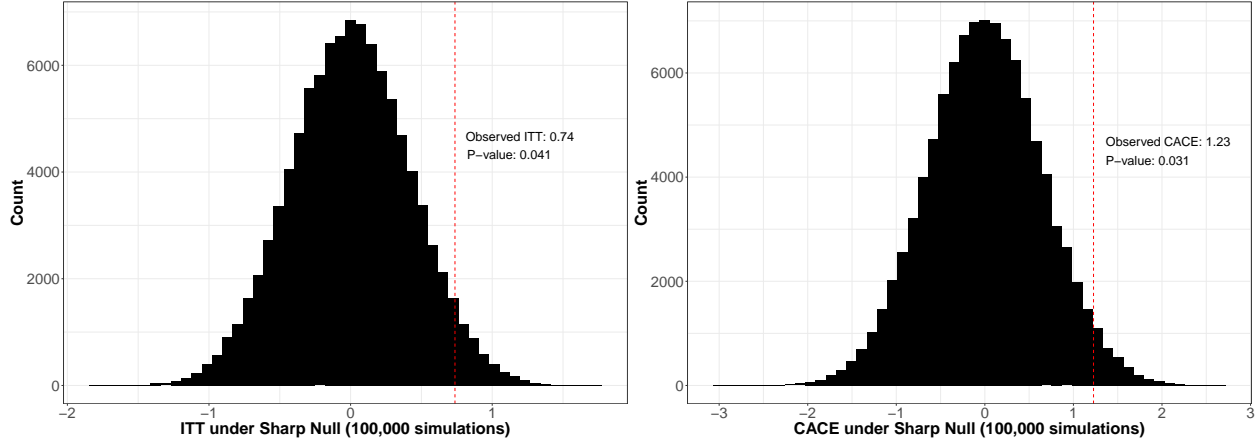 6000
4000
2000
0
Count
Observed ITT: 0.74
P−value: 0.041
−2
−1
0
1
ITT under Sharp Null (100,000 simulations)
6000
4000
2000
0
Count
Observed CACE: 1.23
P−value: 0.031
−3
−2
−1
0
1
2
3
CACE under Sharp Null (100,000 simulations)